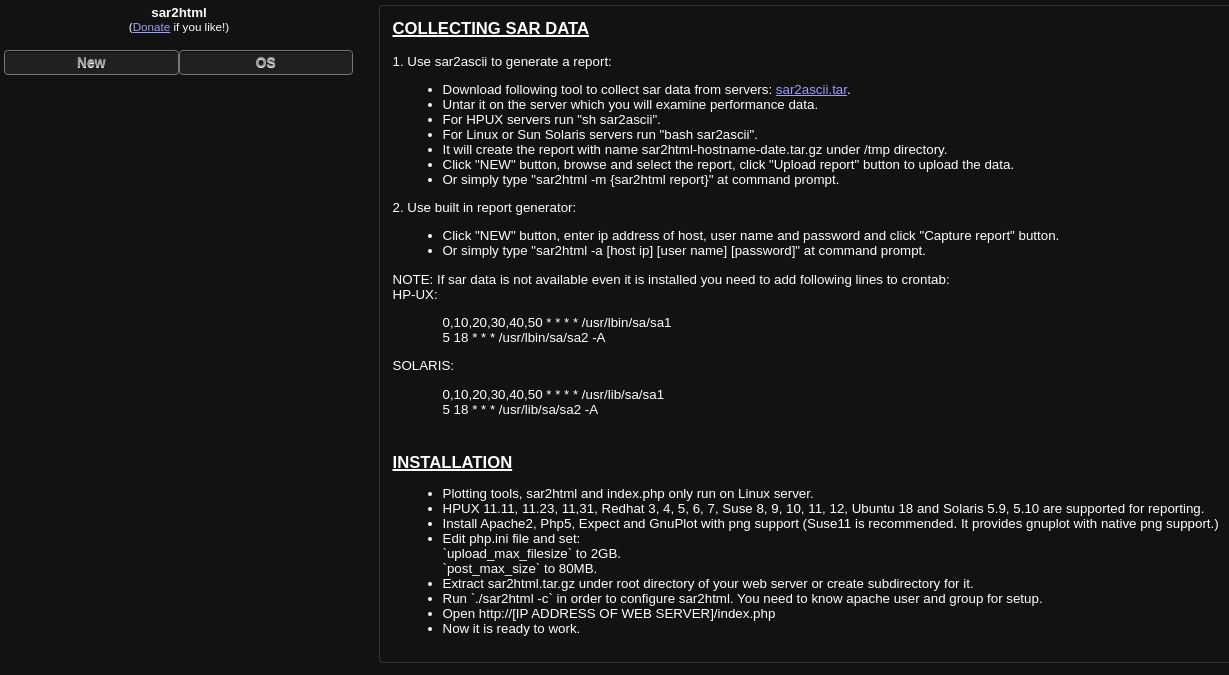 sar2html
(Donate if you like!)
New
OS
COLLECTING SAR DATA
1. Use sar2ascii to generate a report:
• Download following tool to collect sar data from servers: sar2ascii.tar.
• Untar it on the server which you will examine performance data.
• For HPUX servers run "sh sar2ascii".
• For Linux or Sun Solaris servers run "bash sar2ascii".
• It will create the report with name sar2html-hostname-date.tar.gz under /tmp directory.
• Click "NEW" button, browse and select the report, click "Upload report" button to upload the data.
• Or simply type "sar2html -m {sar2html report}" at command prompt.
2. Use built in report generator:
• Click "NEW" button, enter ip address of host, user name and password and click "Capture report" button.
• Or simply type "sar2html -a [host ip] [user name] [password]" at command prompt.
NOTE: If sar data is not available even it is installed you need to add following lines to crontab:
HP-UX:
0,10,20,30,40,50 * * * * /usr/lbin/sa/sa1
5 18 * * * /usr/lbin/sa/sa2 -A
SOLARIS:
0,10,20,30,40,50 * * * * /usr/lib/sa/sa1
5 18 * * * /usr/lib/sa/sa2 -A
INSTALLATION
• Plotting tools, sar2html and index.php only run on Linux server.
• HPUX 11.11, 11.23, 11,31, Redhat 3, 4, 5, 6, 7, Suse 8, 9, 10, 11, 12, Ubuntu 18 and Solaris 5.9, 5.10 are supported for reporting.
• Install Apache2, Php5, Expect and GnuPlot with png support (Suse11 is recommended. It provides gnuplot with native png support.)
• Edit php.ini file and set:
`upload_max_filesize` to 2GB.
`post_max_size` to 80MB.
• Extract sar2html.tar.gz under root directory of your web server or create subdirectory for it.
• Run `./sar2html -c` in order to configure sar2html. You need to know apache user and group for setup.
• Open http://[IP ADDRESS OF WEB SERVER]/index.php
• Now it is ready to work.